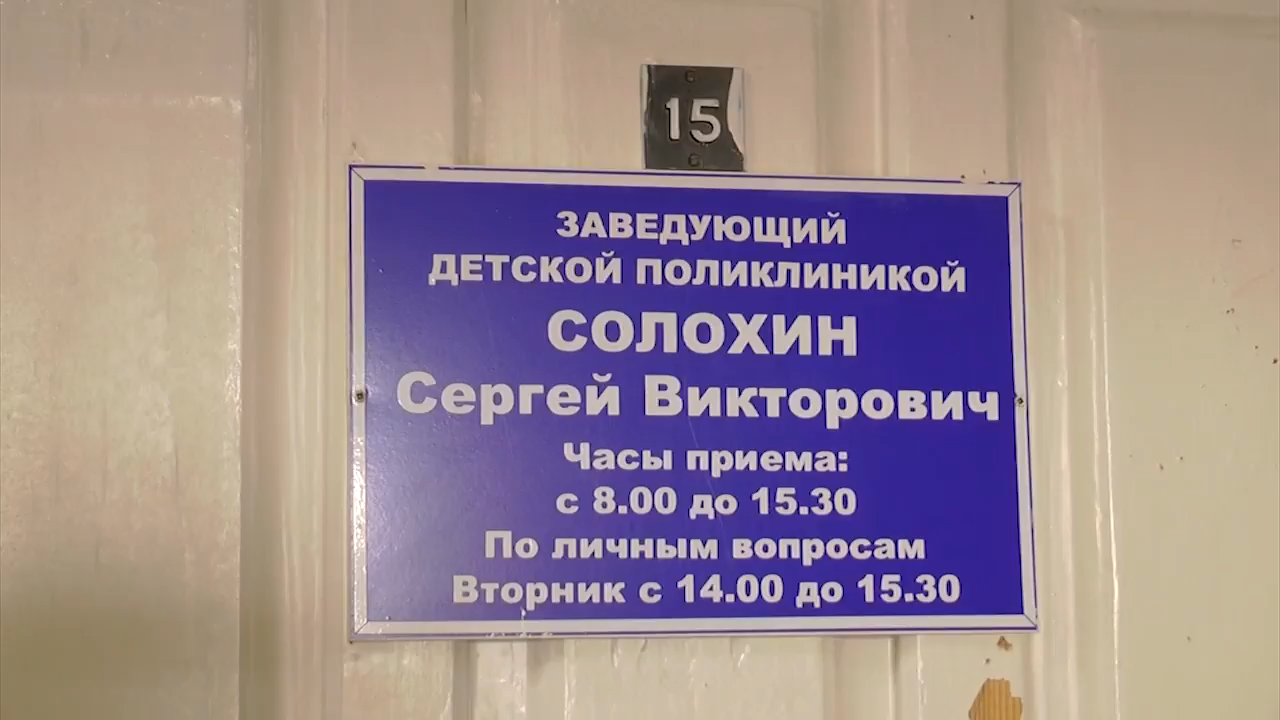 15
ЗАВЕДУЮЩИЙ
ДЕТСКОЙ ПОЛИКЛИНИКОЙ
СОЛОХИН
Сергей Викторович
Часы приема:
с 8.00 до 15.30
По личным вопросам
Вторник с 14.00 до 15.30